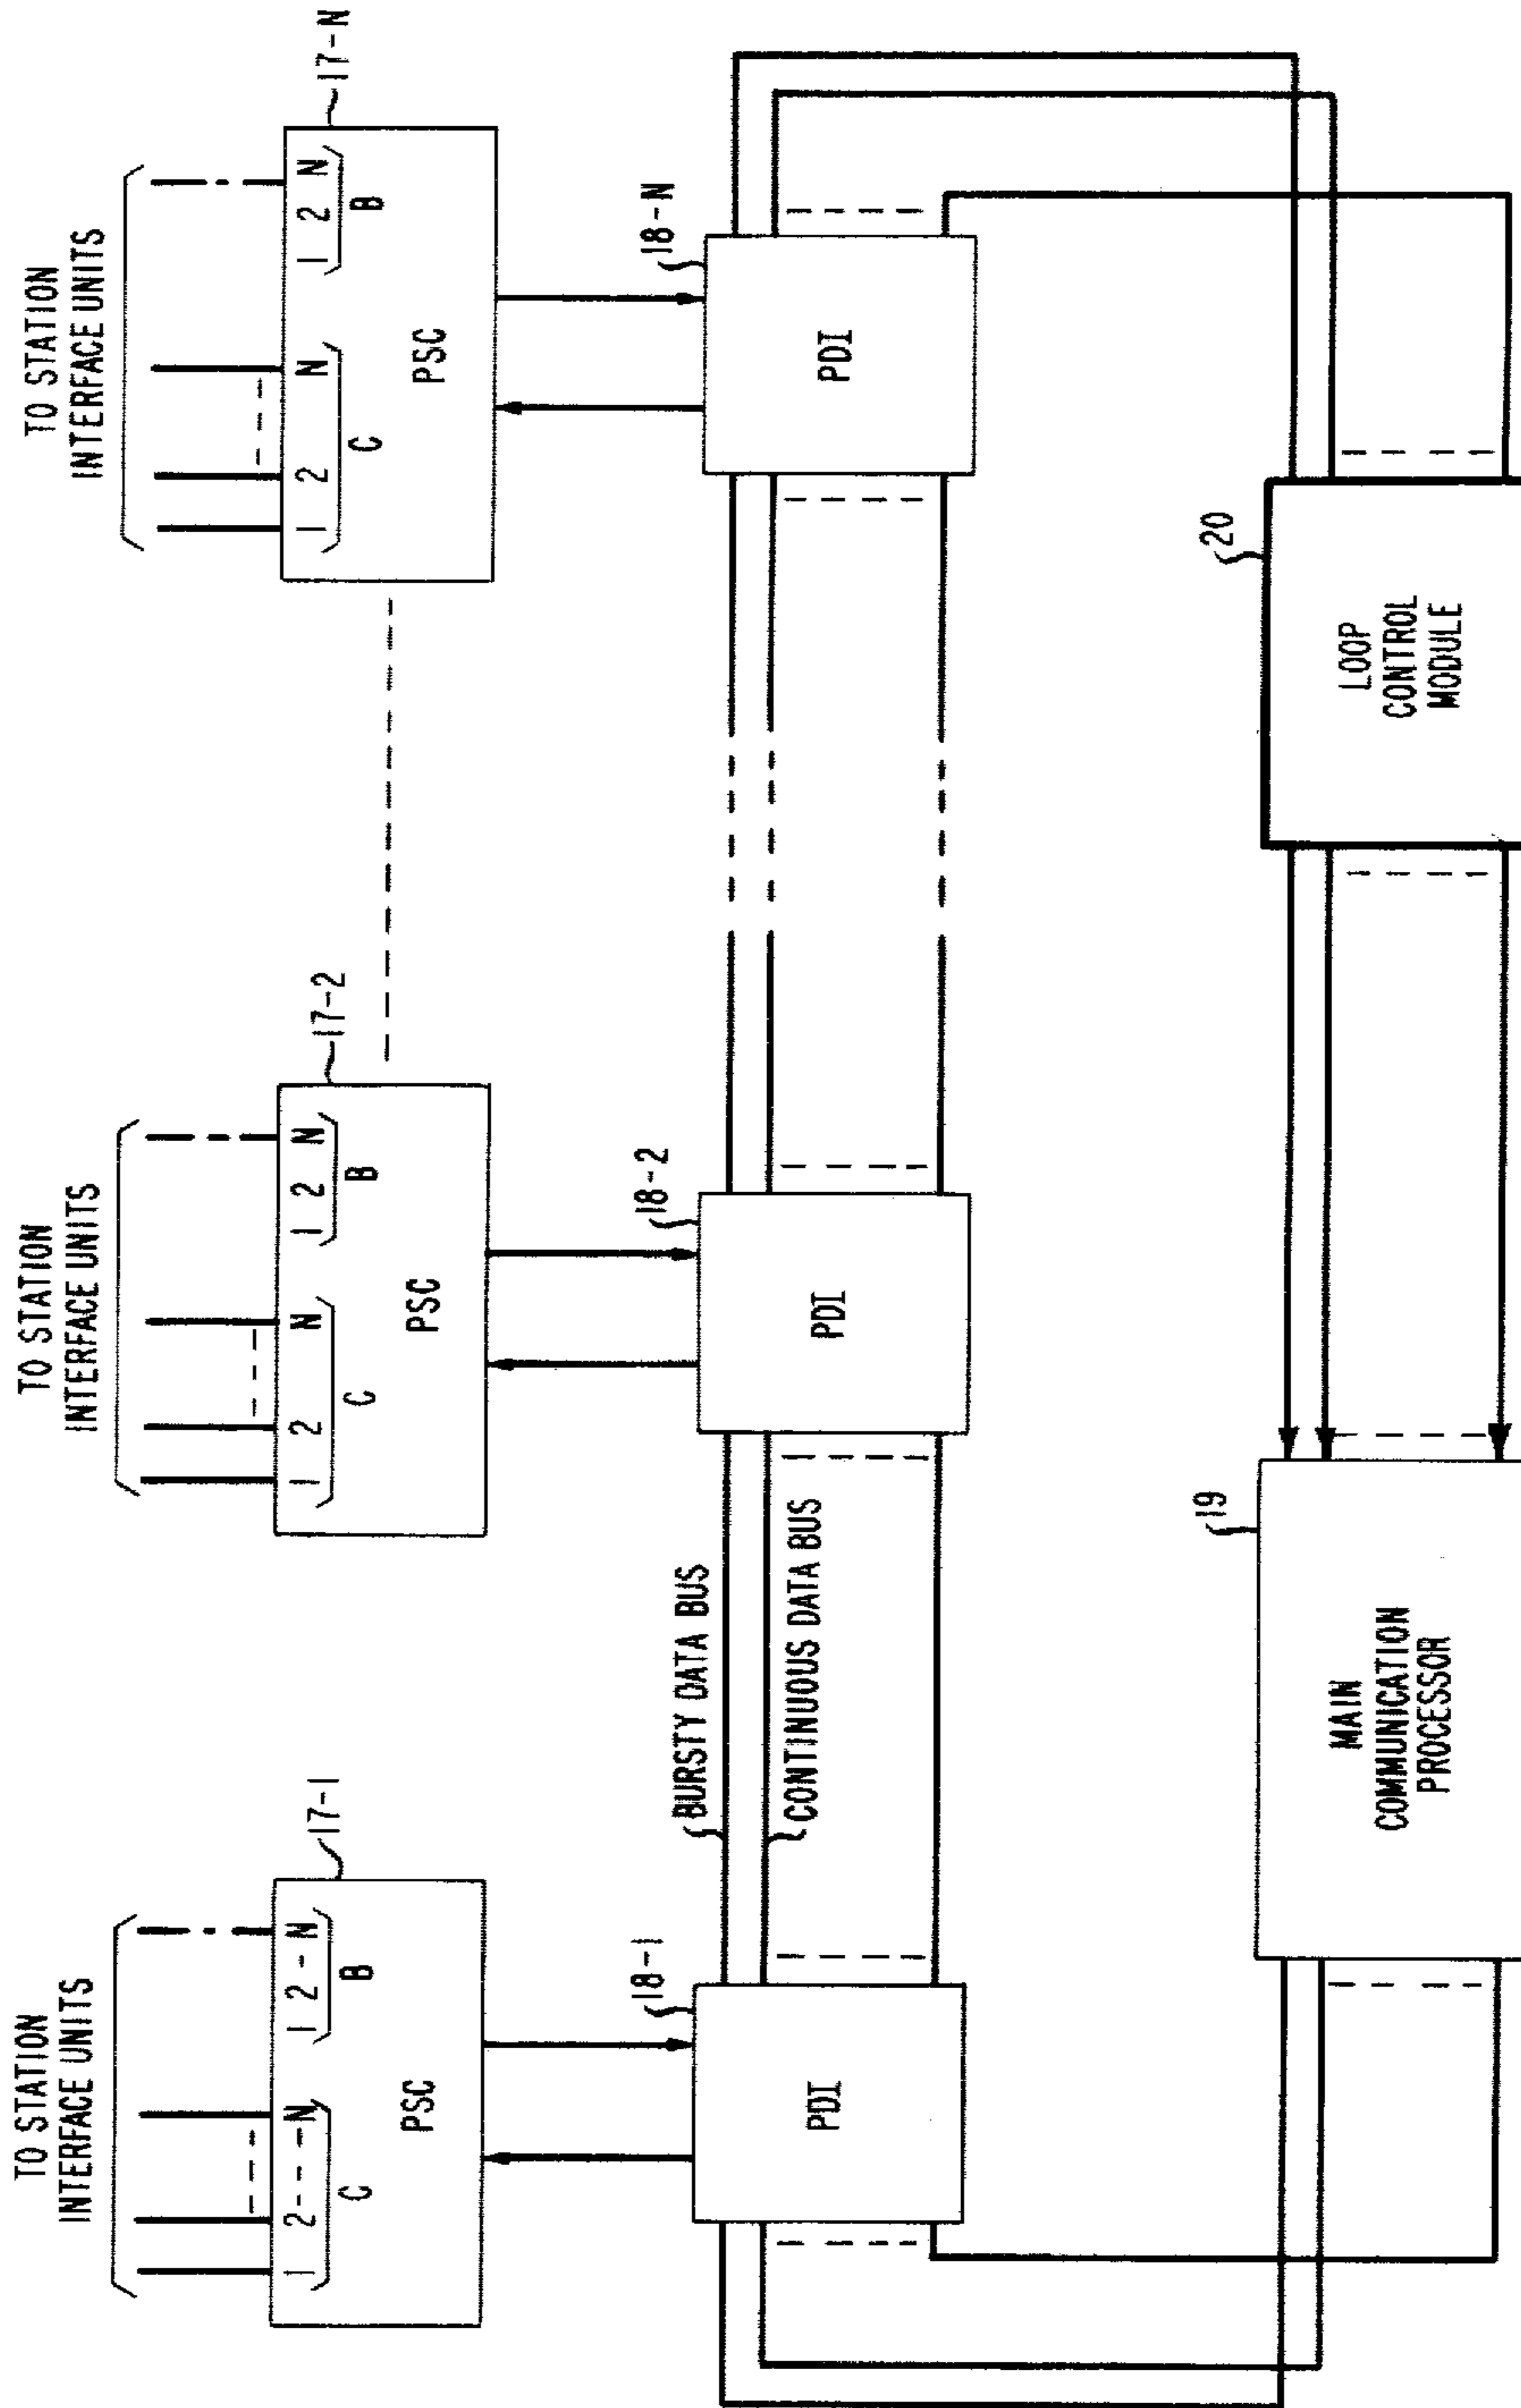 TO STATION
INTERFACE UNITS
1 2 - - - N
C
1 2 - N
B
17-1
PSC
TO STATION
INTERFACE UNITS
1 2 N
C
1 2 N
B
17-2
PSC
TO STATION
INTERFACE UNITS
1 2 N
C
1 2 N
B
17-N
PSC
18-1
PDI
BURSTY DATA BUS
CONTINUOUS DATA BUS
18-2
PDI
18-N
PDI
19
MAIN
COMMUNICATION
PROCESSOR
20
LOOP
CONTROL
MODULE